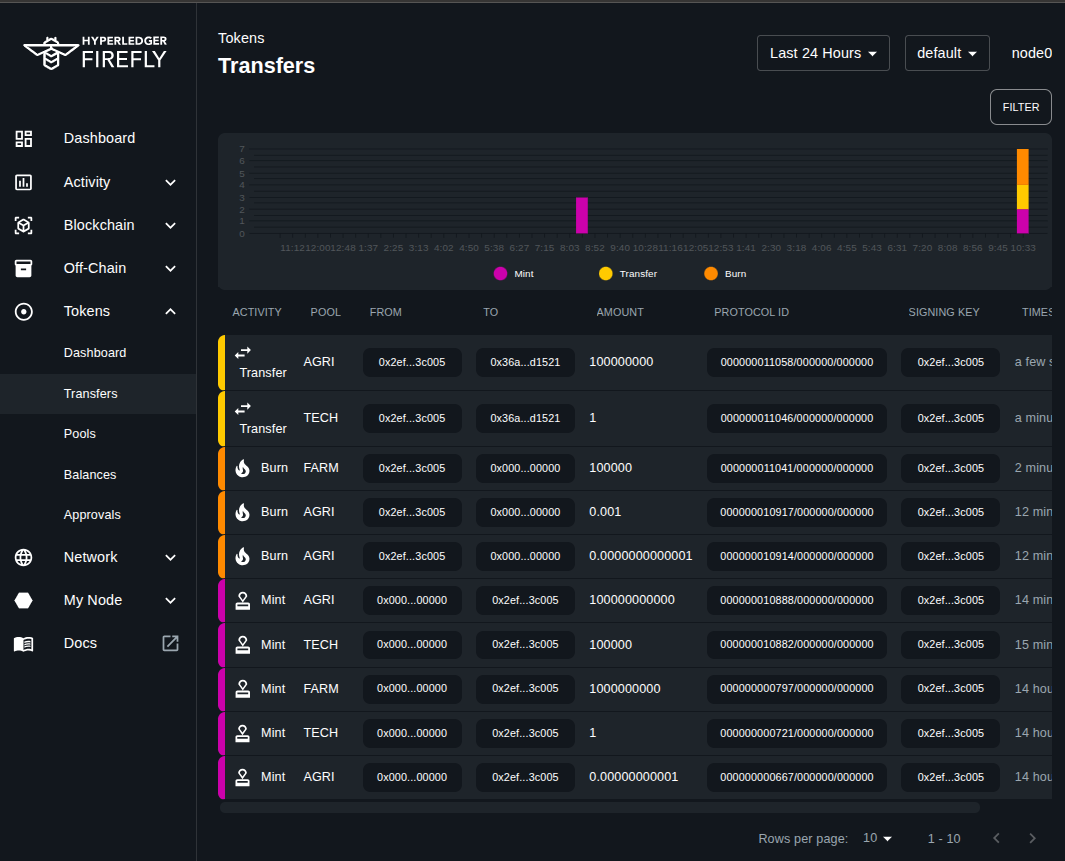 HYPERLEDGER
FIREFLY
Dashboard
Activity
Blockchain
Off-Chain
Tokens
Dashboard
Transfers
Pools
Balances
Approvals
Network
My Node
Docs
Tokens
Transfers
Last 24 Hours
default
node0
FILTER
7
6
5
4
3
2
1
0
11:12 12:00 12:48 1:37 2:25 3:13 4:02 4:50 5:38 6:27 7:15 8:03 8:52 9:40 10:28 11:16 12:05 12:53 1:41 2:30 3:18 4:06 4:55 5:43 6:31 7:20 8:08 8:56 9:45 10:33
Mint Transfer Burn
ACTIVITY POOL FROM TO AMOUNT PROTOCOL ID SIGNING KEY TIMES
Transfer AGRI 0x2ef...3c005 0x36a...d1521 100000000 000000011058/000000/000000 0x2ef...3c005 a few s
Transfer TECH 0x2ef...3c005 0x36a...d1521 1 000000011046/000000/000000 0x2ef...3c005 a minu
Burn FARM 0x2ef...3c005 0x000...00000 100000 000000011041/000000/000000 0x2ef...3c005 2 minu
Burn AGRI 0x2ef...3c005 0x000...00000 0.001 000000010917/000000/000000 0x2ef...3c005 12 min
Burn AGRI 0x2ef...3c005 0x000...00000 0.0000000000001 000000010914/000000/000000 0x2ef...3c005 12 min
Mint AGRI 0x000...00000 0x2ef...3c005 100000000000 000000010888/000000/000000 0x2ef...3c005 14 min
Mint TECH 0x000...00000 0x2ef...3c005 100000 000000010882/000000/000000 0x2ef...3c005 15 min
Mint FARM 0x000...00000 0x2ef...3c005 1000000000 000000000797/000000/000000 0x2ef...3c005 14 hou
Mint TECH 0x000...00000 0x2ef...3c005 1 000000000721/000000/000000 0x2ef...3c005 14 hou
Mint AGRI 0x000...00000 0x2ef...3c005 0.00000000001 000000000667/000000/000000 0x2ef...3c005 14 hou
Rows per page: 10 1 - 10